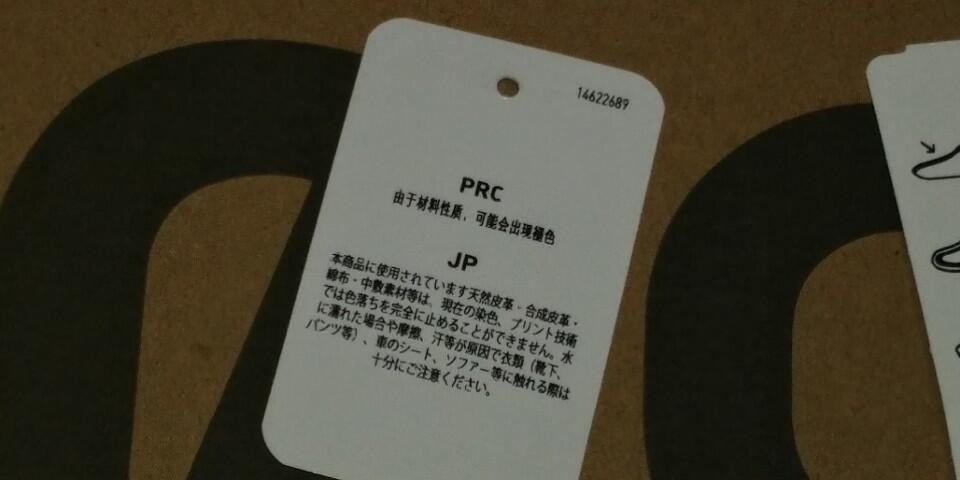 14622689
PRC
由于材料性质，可能会出现褪色
JP
本商品に使用されています天然皮革・合成皮革・
綿布・中敷素材等は、現在の染色、プリント技術
では色落ちを完全に止めることができません。水
に濡れた場合や摩擦、汗等が原因で衣類（靴下、
パンツ等）、車のシート、ソファー等に触れる際は
十分にご注意ください。